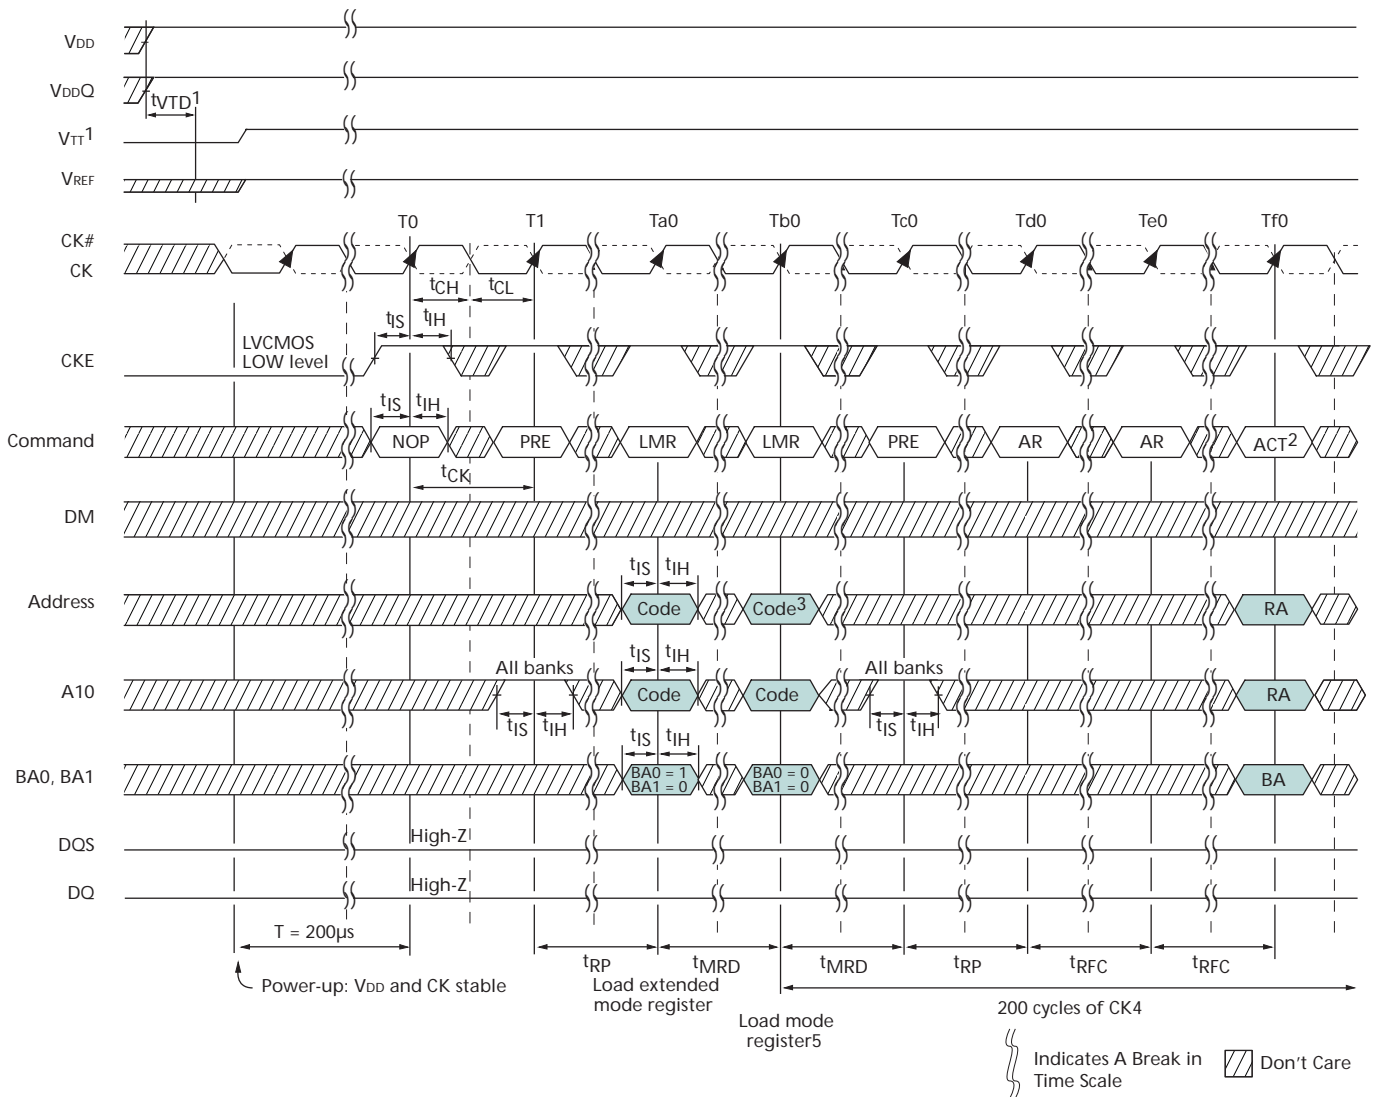 VDD
VDDQ
tVTD1
VTT1
VREF
T0 T1 Ta0 Tb0 Tc0 Td0 Te0 Tf0
CK#
CK
tCH tCL
tIS tIH
LVCMOS
LOW level
CKE
tIS tIH
Command NOP PRE LMR LMR PRE AR AR ACT2
tCK
DM
tIS tIH
Address Code Code3 RA
tIS tIH
All banks All banks
A10 Code Code RA
tIS tIH tIS tIH
tIS tIH
BA0, BA1 BA0 = 1 BA0 = 0 BA
BA1 = 0 BA1 = 0
DQS High-Z
DQ High-Z
T = 200µs
tRP tMRD tMRD tRP tRFC tRFC
Power-up: VDD and CK stable
Load extended
mode register
200 cycles of CK4
Load mode
register5
Indicates A Break in
Time Scale
Don't Care